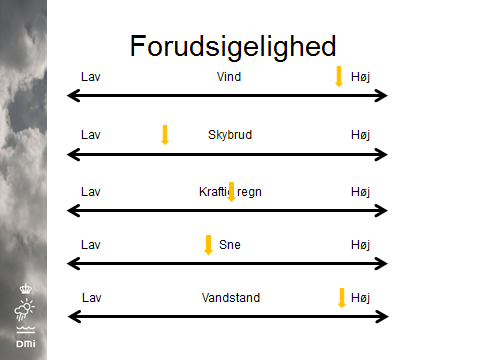 Forudsigelighed
Lav Vind Høj
Lav Skybrud Høj
Lav Kraftig regn Høj
Lav Sne Høj
Lav Vandstand Høj
DMi